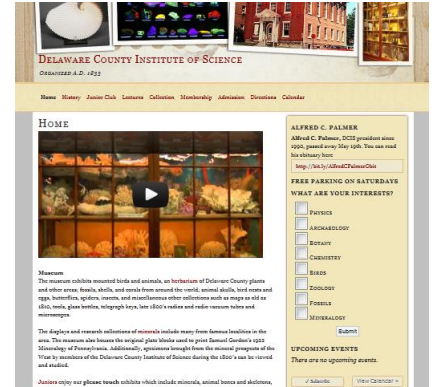 DELAWARE COUNTY INSTITUTE OF SCIENCE
ORGANIZED A.D. 1833
Home History Junior Club Lectures Collection Membership Admission Directions Calendar
HOME
Museum
The museum exhibits mounted birds and animals, an herbarium of Delaware County plants
and other areas; fossils, shells, and corals from around the world; animal skulls, bird nests and
eggs, butterflies, spiders, insects, and miscellaneous other collections such as maps as old as
1810, tools, glass bottles, telegraph keys, late 1800's radios and radio vacuum tubes and
microscopes.
The displays and research collections of minerals include many from famous localities in the
area. The museum also houses the original plate blocks used to print Samuel Gordon's 1922
Mineralogy of Pennsylvania. Additionally, specimens brought from the mineral prospects of the
West by members of the Delaware County Institute of Science during the 1800's can be viewed
and studied.
Juniors enjoy our please touch exhibits which include minerals, animal bones and skeletons,
ALFRED C. PALMER
Alfred C. Palmer, DCIS president since
1990, passed away May 19th. You can read
his obituary here
http://bit.ly/AlfredCPalmerObit
FREE PARKING ON SATURDAYS
WHAT ARE YOUR INTERESTS?
PHYSICS
ARCHAEOLOGY
BOTANY
CHEMISTRY
BIRDS
ZOOLOGY
FOSSILS
MINERALOGY
Submit
UPCOMING EVENTS
There are no upcoming events.
✓ Subscribe View Calendar »